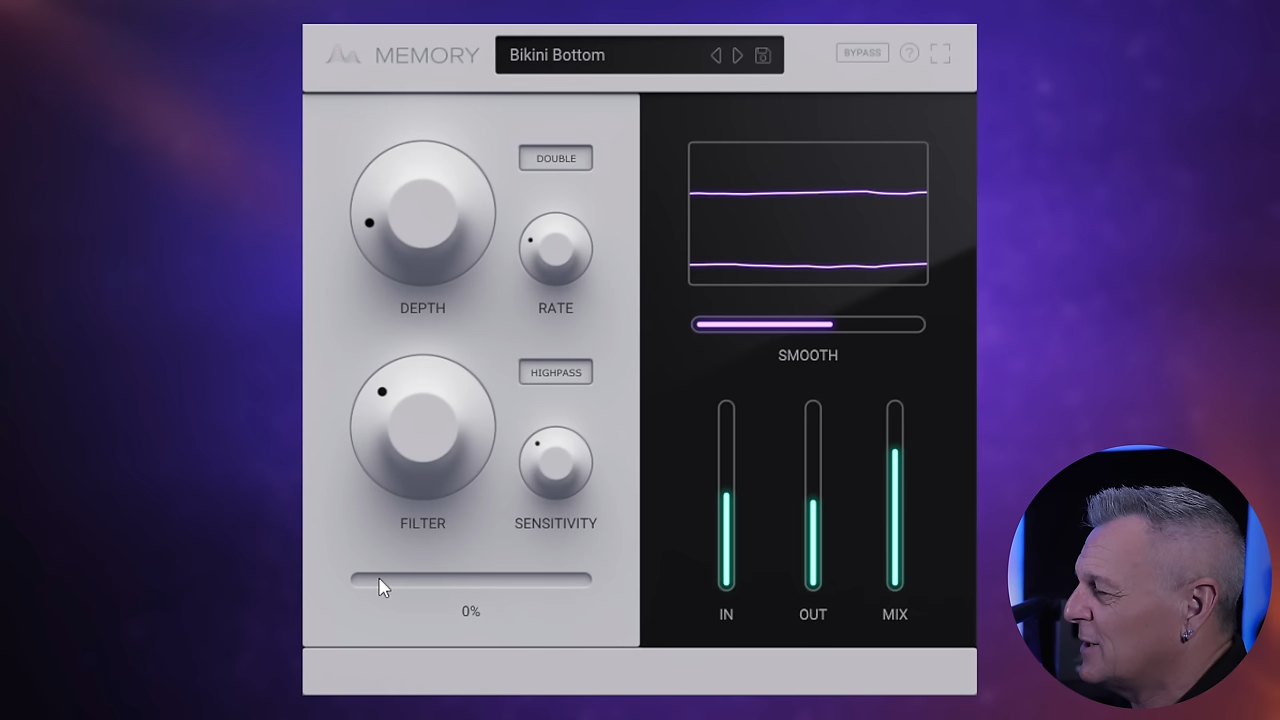 MEMORY
Bikini Bottom
BYPASS
?
DOUBLE
DEPTH
RATE
HIGHPASS
FILTER
SENSITIVITY
0%
SMOOTH
IN
OUT
MIX